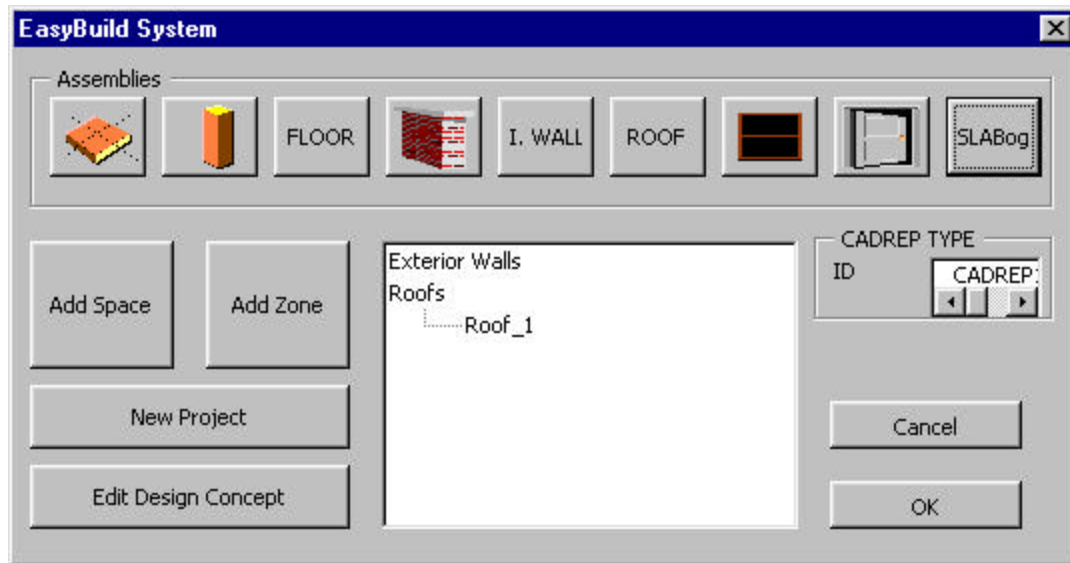 EasyBuild System
Assemblies
FLOOR
I. WALL
ROOF
SLABog
Add Space
Add Zone
New Project
Edit Design Concept
Exterior Walls
Roofs
Roof_1
CADREP TYPE
ID
CADREP
Cancel
OK